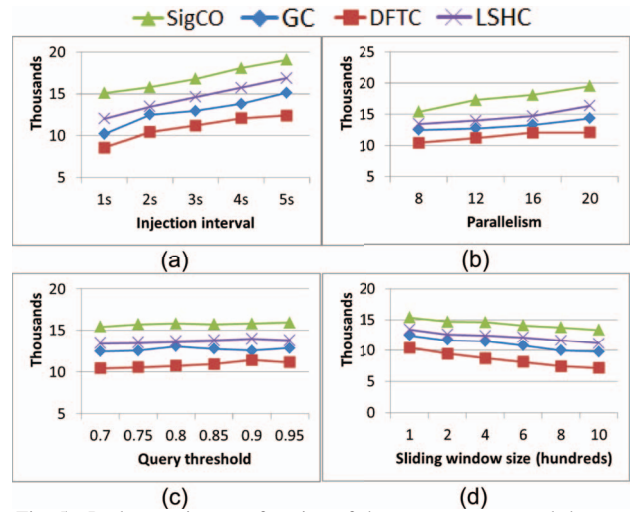 SigCO GC DFTC LSHC
Thousands
20
15
10
5
1s 2s 3s 4s 5s
Injection interval
(a)
Thousands
25
20
15
10
5
8 12 16 20
Parallelism
(b)
Thousands
20
15
10
5
0.7 0.75 0.8 0.85 0.9 0.95
Query threshold
(c)
Thousands
20
15
10
5
0
1 2 4 6 8 10
Sliding window size (hundreds)
(d)